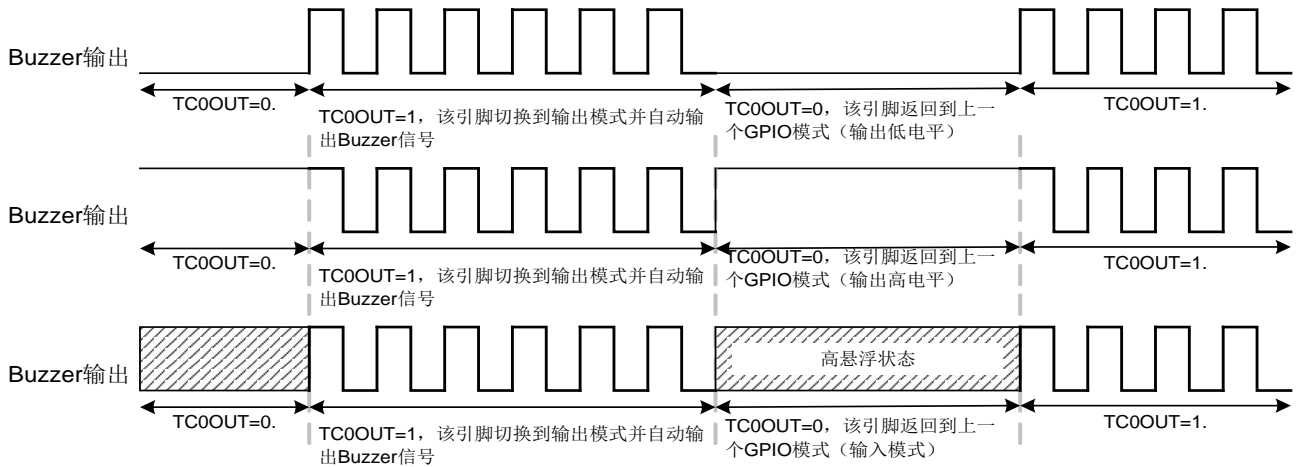 Buzzer输出
TC0OUT=0.
TC0OUT=1，该引脚切换到输出模式并自动输
出Buzzer信号
TC0OUT=0，该引脚返回到上一
个GPIO模式（输出低电平）
TC0OUT=1.
Buzzer输出
TC0OUT=0.
TC0OUT=1，该引脚切换到输出模式并自动输
出Buzzer信号
TC0OUT=0，该引脚返回到上一
个GPIO模式（输出高电平）
TC0OUT=1.
Buzzer输出
高悬浮状态
TC0OUT=0.
TC0OUT=1，该引脚切换到输出模式并自动输
出Buzzer信号
TC0OUT=0，该引脚返回到上一
个GPIO模式（输入模式）
TC0OUT=1.